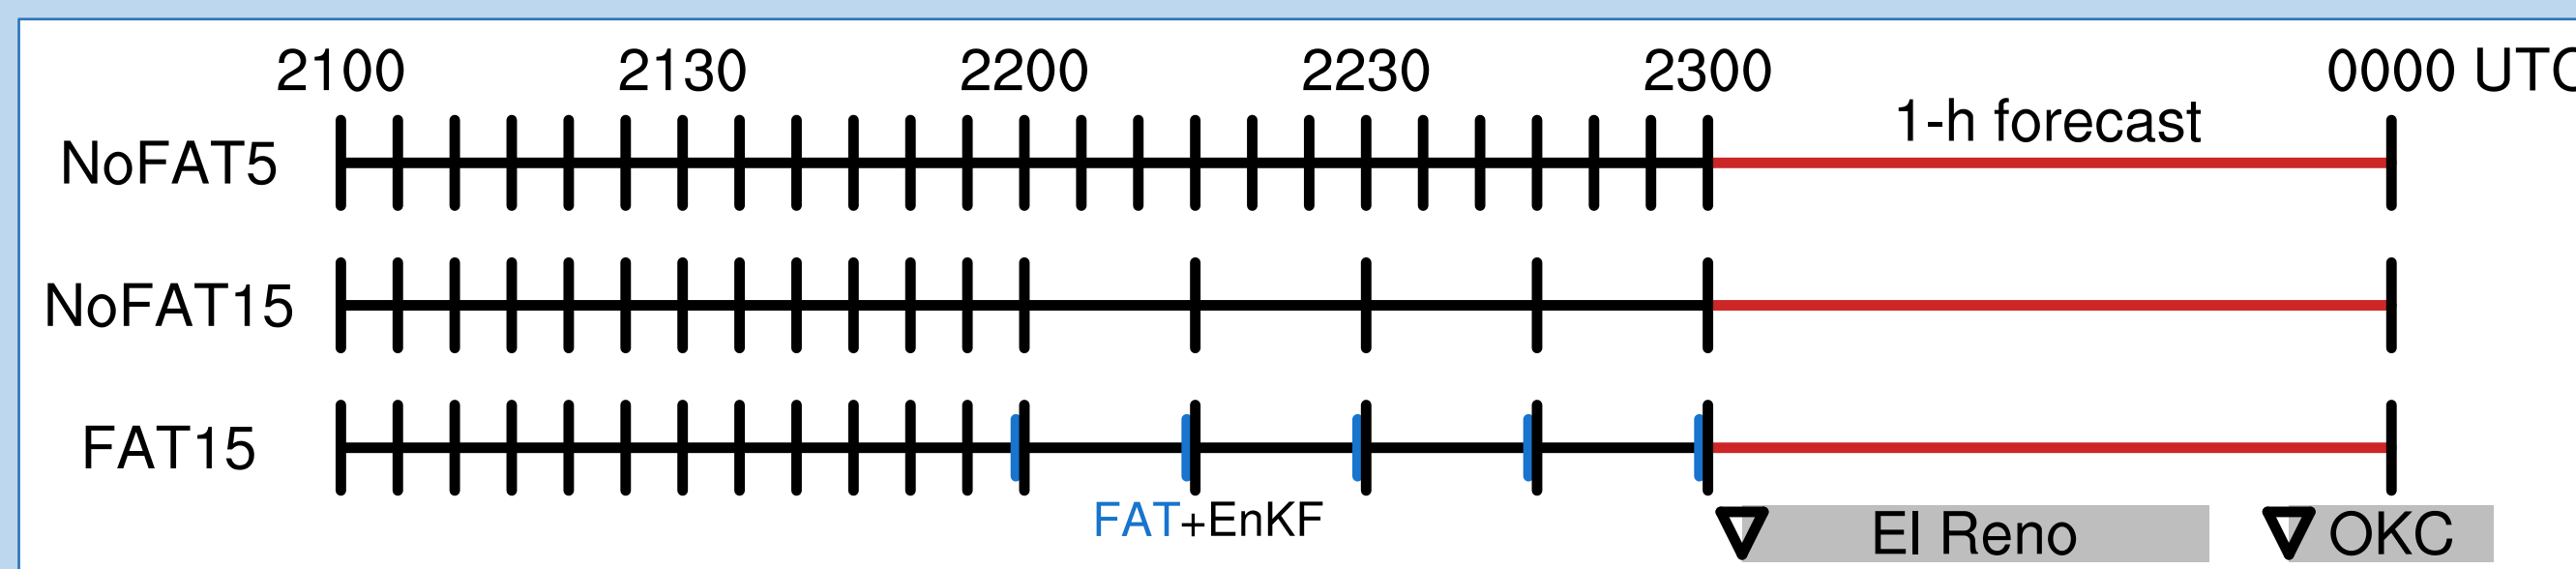 2100 2130 2200 2230 2300 0000 UTC
1-h forecast
NoFAT5
NoFAT15
FAT15
FAT+EnKF
El Reno OKC